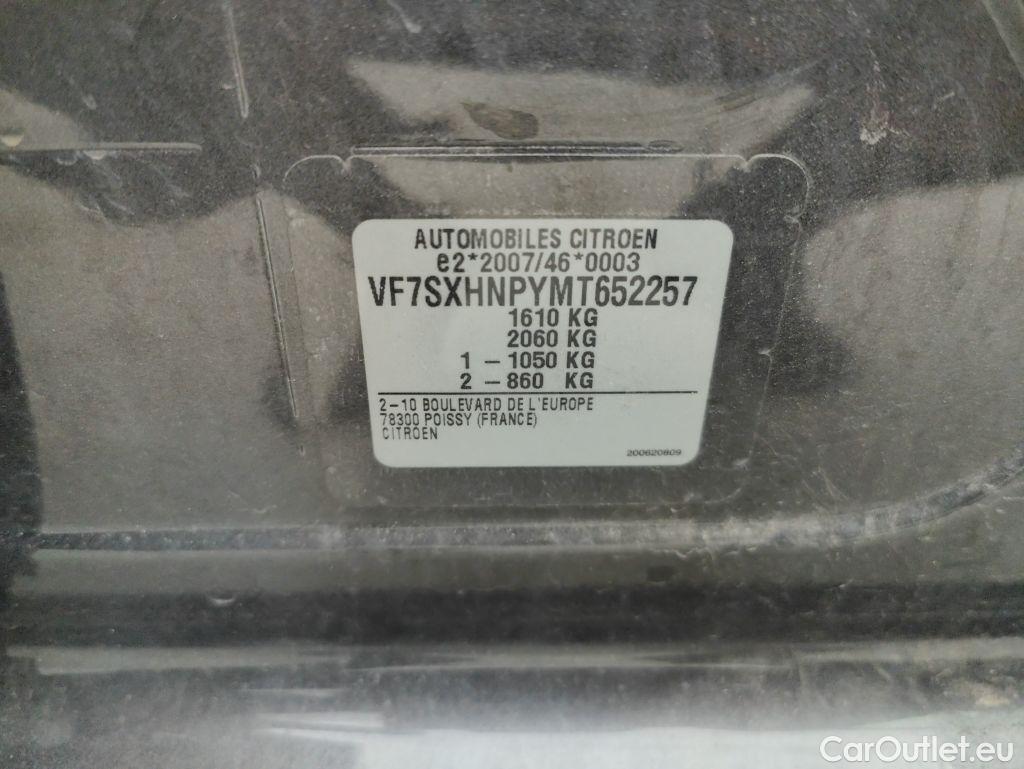 AUTOMOBILES CITROEN
e2*2007/46*0003
VF7SXHNPYMT652257
1610 KG
2060 KG
1 – 1050 KG
2 – 860 KG
2–10 BOULEVARD DE L'EUROPE
78300 POISSY (FRANCE)
CITROEN
200620809
CarOutlet.eu